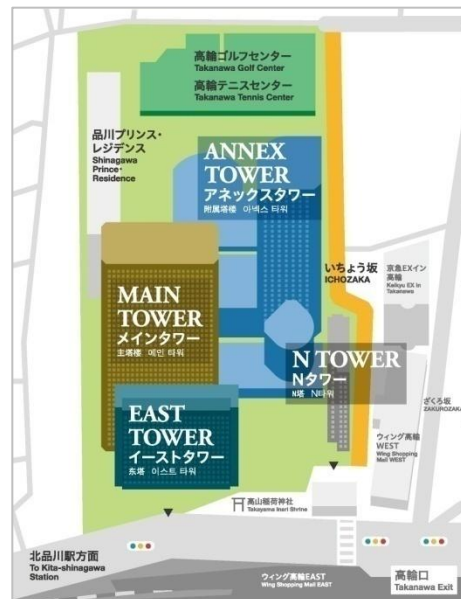 高輪ゴルフセンター
Takanawa Golf Center
高輪テニスセンター
Takanawa Tennis Center
品川プリンス・
レジデンス
Shinagawa
Prince・
Residence
ANNEX
TOWER
アネックスタワー
附属塔楼 아넥스 타워
いちょう坂
ICHOZAKA
京急EXイン
高輪
Keikyu EX in
Takanawa
MAIN
TOWER
メインタワー
主塔楼 메인 타워
N TOWER
Nタワー
N塔 N타워
ざくろ坂
ZAKUROZAKA
EAST
TOWER
イーストタワー
东塔 이스트 타워
ウィング高輪
WEST
Wing Shopping
Mall WEST
高山稲荷神社
Takayama Inari Shrine
北品川駅方面
To Kita-shinagawa
Station
ウィング高輪EAST
Wing Shopping Mall EAST
高輪口
Takanawa Exit